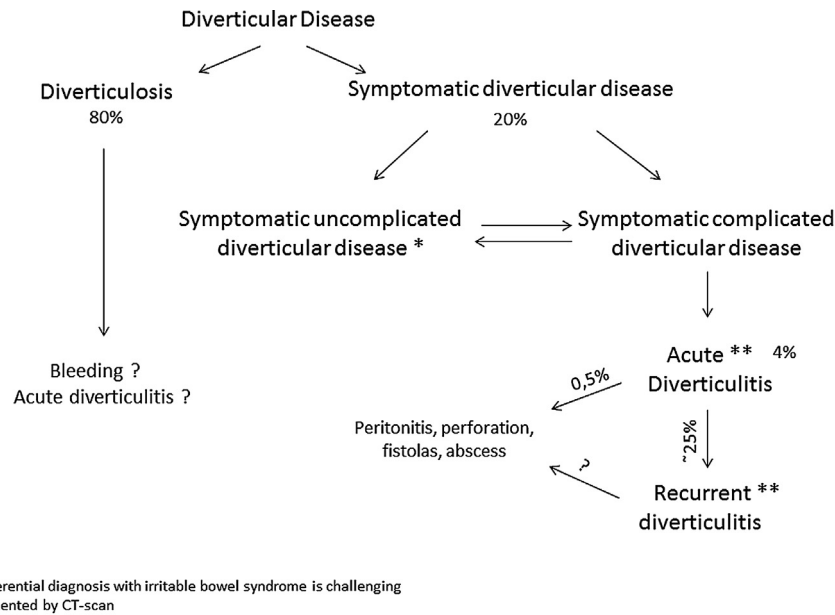 Diverticular Disease
Diverticulosis
80%
Symptomatic diverticular disease
20%
Symptomatic uncomplicated
diverticular disease *
Symptomatic complicated
diverticular disease
Bleeding ?
Acute diverticulitis ?
Acute ** 4%
Diverticulitis
0,5%
Peritonitis, perforation,
fistolas, abscess
~25%
?
Recurrent **
diverticulitis
erential diagnosis with irritable bowel syndrome is challenging
ented by CT-scan